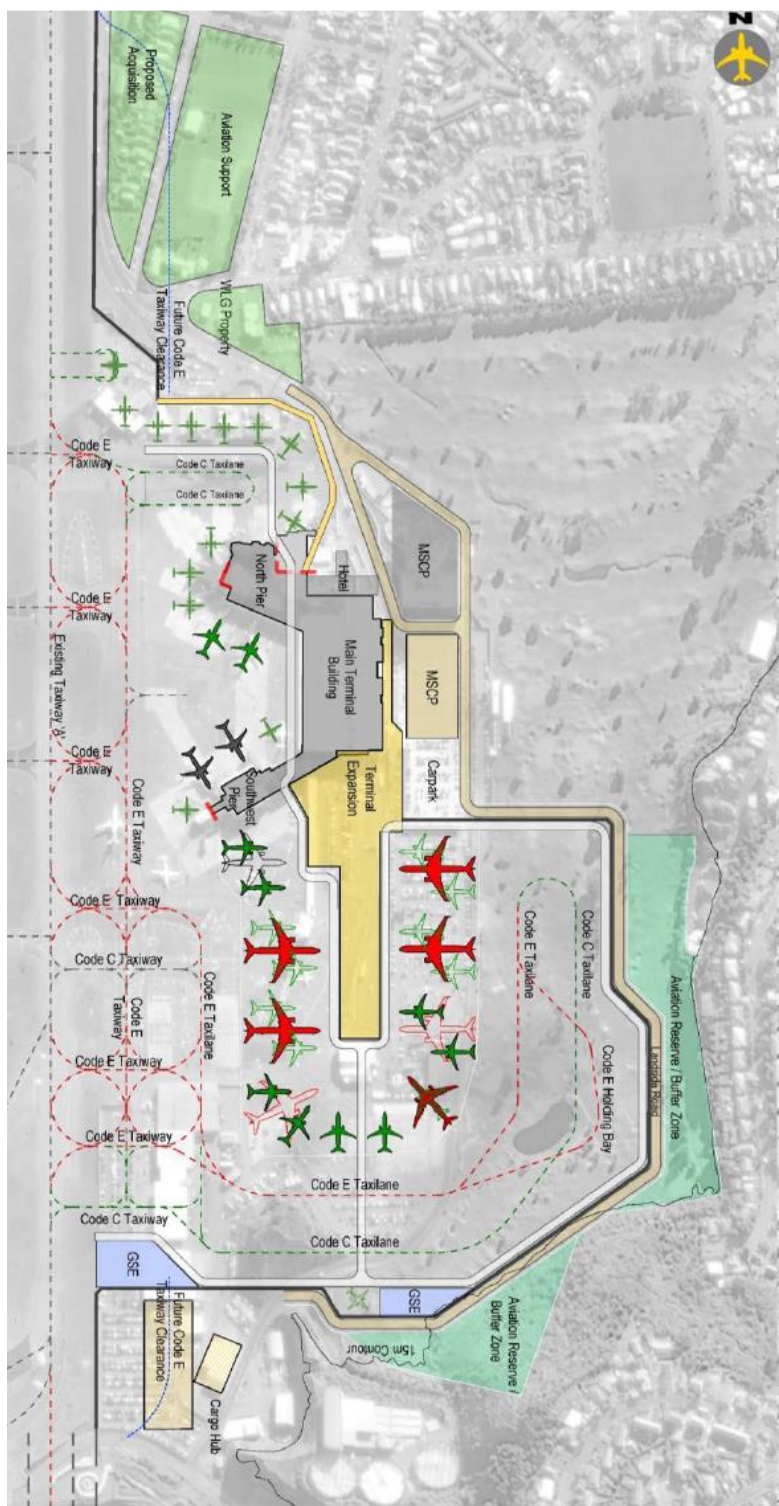 N
Proposed
Acquisition
Aviation Support
WLG Property
Future Code E
Taxiway Clearance
Code E
Taxiway
Code C Taxilane
Code C Taxilane
North Pier
Hotel
MSCP
MSCP
Main Terminal
Building
Code E
Taxiway
Existing Taxiway 'A'
Code E
Taxiway
Southwest
Pier
Terminal
Expansion
Carpark
Code E Taxiway
Code E Taxiway
Code C Taxiway
Code E
Taxiway
Code E Taxilane
Code E Taxiway
Code E Taxiway
Code E Taxilane
Code C Taxilane
Code E Holding Bay
Aviation Reserve / Buffer Zone
Landside Road
Code E Taxilane
Code C Taxiway
Code C Taxilane
GSE
GSE
Future Code E
Taxiway Clearance
Cargo Hub
15m Contour
Aviation Reserve /
Buffer Zone